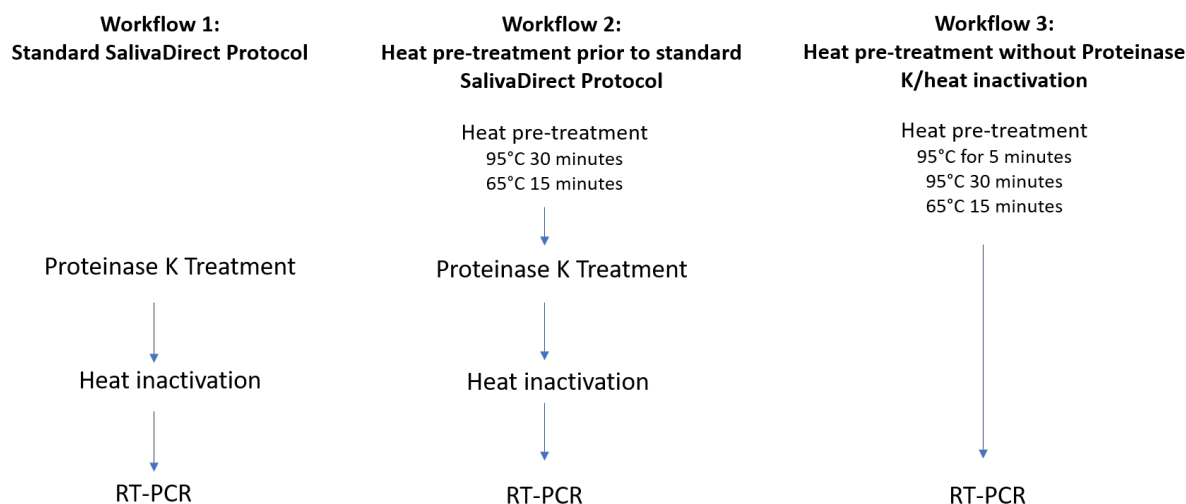 Workflow 1:
Standard SalivaDirect Protocol
Proteinase K Treatment
Heat inactivation
RT-PCR
Workflow 2:
Heat pre-treatment prior to standard
SalivaDirect Protocol
Heat pre-treatment
95°C 30 minutes
65°C 15 minutes
Proteinase K Treatment
Heat inactivation
RT-PCR
Workflow 3:
Heat pre-treatment without Proteinase
K/heat inactivation
Heat pre-treatment
95°C for 5 minutes
95°C 30 minutes
65°C 15 minutes
RT-PCR